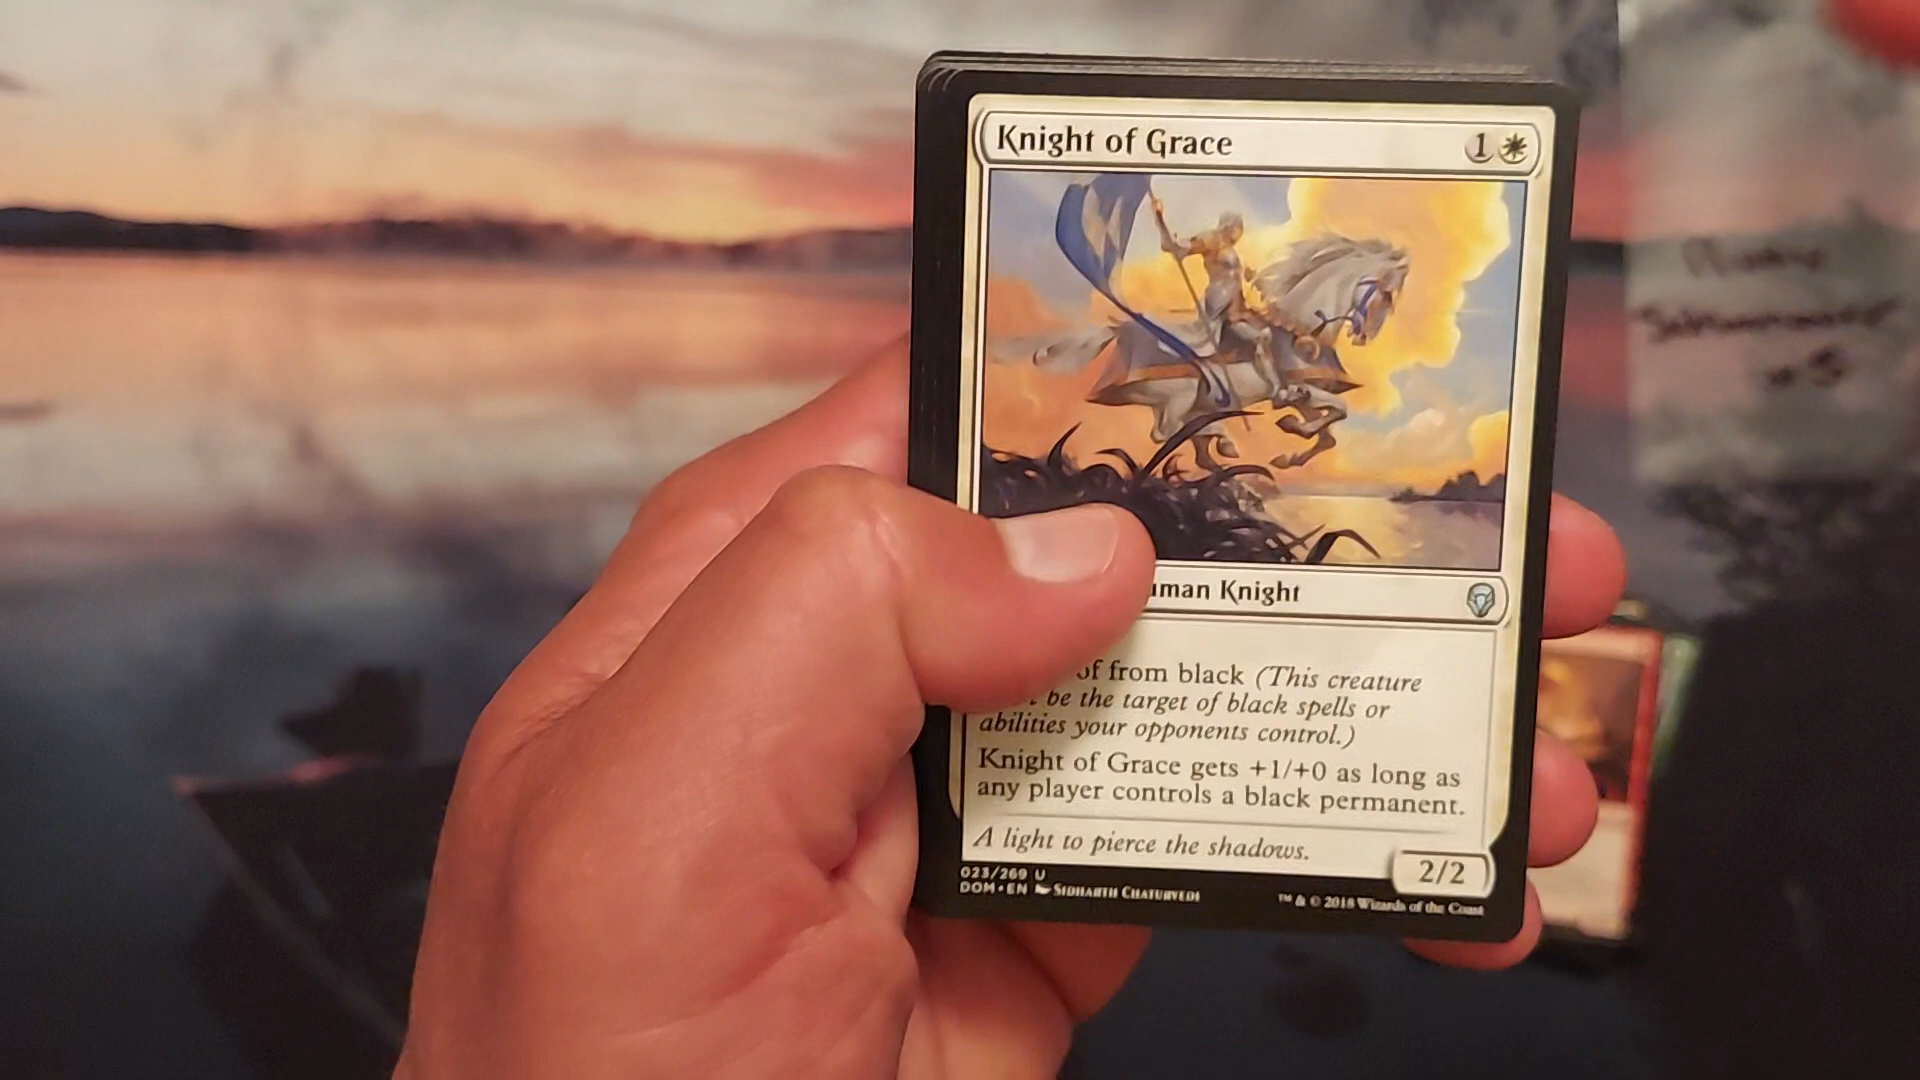 Knight of Grace 1
uman Knight
of from black (This creature
be the target of black spells or
abilities your opponents control.)
Knight of Grace gets +1/+0 as long as
any player controls a black permanent.
A light to pierce the shadows.
2/2
023/269 U
DOM • EN Sidharth Chaturvedi
™ & © 2018 Wizards of the Coast